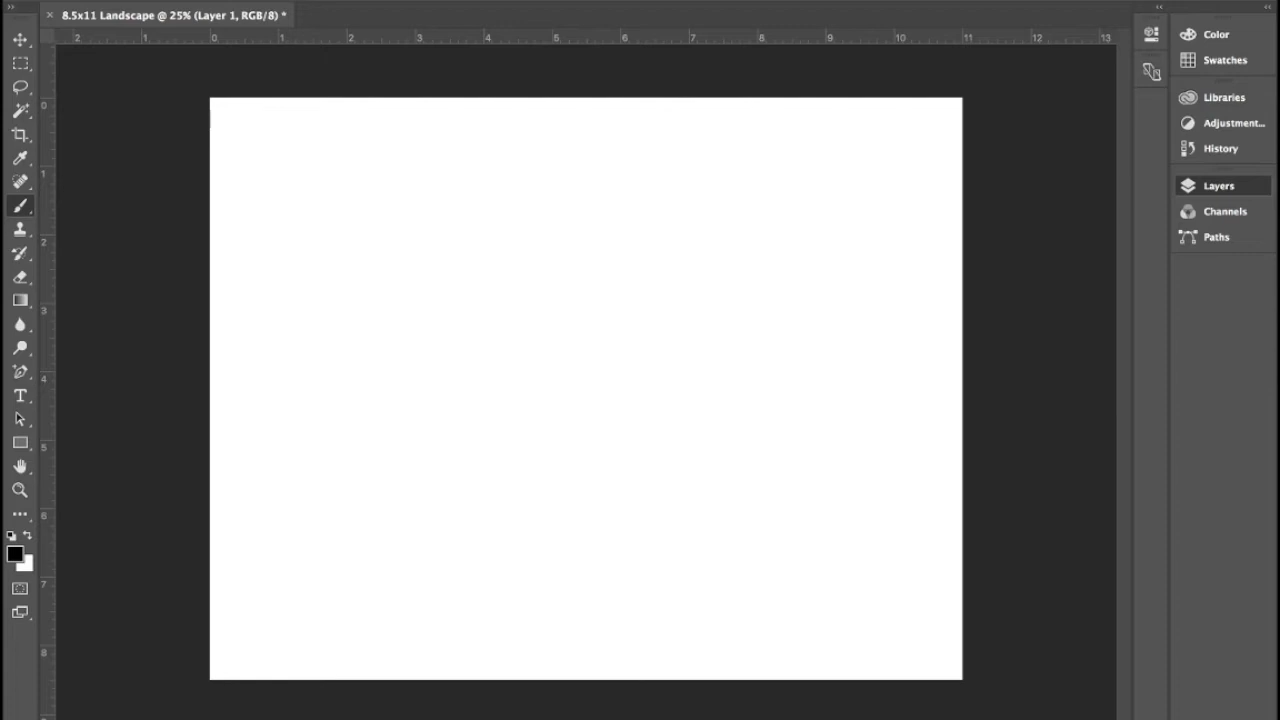 8.5x11 Landscape @ 25% (Layer 1, RGB/8) *
2 1 0 1 2 3 4 5 6 7 8 9 10 11 12 13
Color
Swatches
Libraries
Adjustment...
History
Layers
Channels
Paths
0
1
2
3
4
5
6
7
8